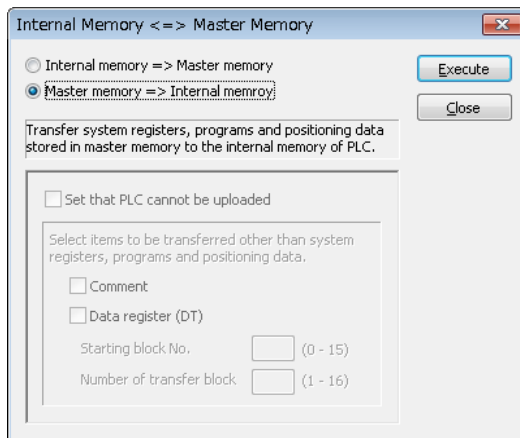 Internal Memory <=> Master Memory
Internal memory => Master memory
Execute
Master memory => Internal memroy
Close
Transfer system registers, programs and positioning data
stored in master memory to the internal memory of PLC.
Set that PLC cannot be uploaded
Select items to be transferred other than system
registers, programs and positioning data.
Comment
Data register (DT)
Starting block No. (0 - 15)
Number of transfer block (1 - 16)